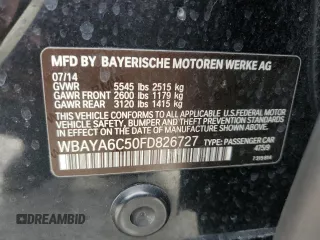 MFD BY BAYERISCHE MOTOREN WERKE AG
07/14
GVWR 5545 lbs 2515 kg
GAWR FRONT 2600 lbs 1179 kg
GAWR REAR 3120 lbs 1415 kg
THIS VEHICLE CONFORMS TO ALL APPLICABLE
FEDERAL MOTOR VEHICLE SAFETY, BUMPER
AND THEFT PREVENTION STANDARDS IN EFFECT
ON THE DATE OF MANUFACTURE SHOWN ABOVE.
WBAYA6C50FD826727 TYPE: PASSENGER CAR
475/9
DREAMBID